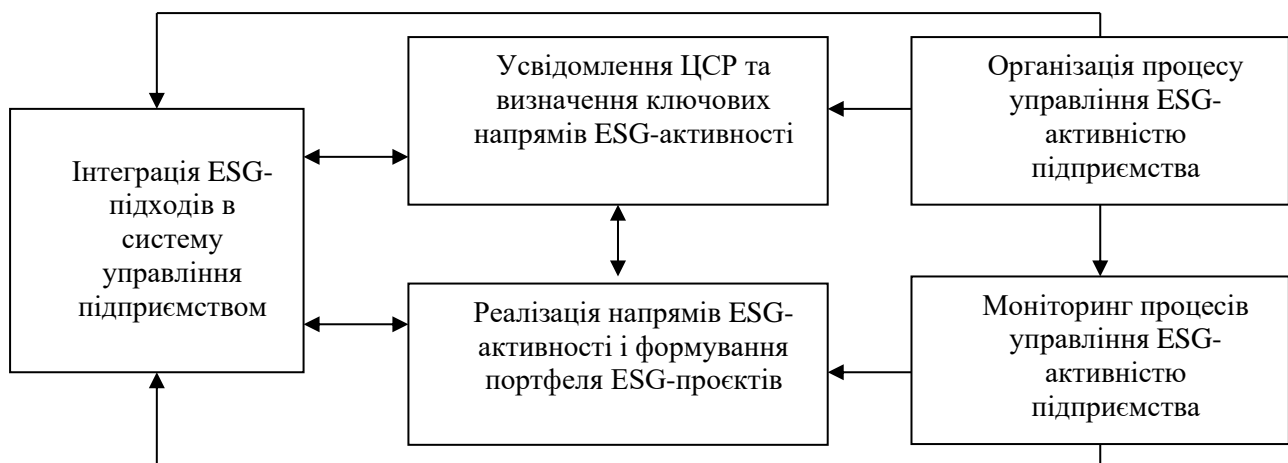 Інтеграція ESG-
підходів в
систему
управління
підприємством
Усвідомлення ЦСР та
визначення ключових
напрямів ESG-активності
Реалізація напрямів ESG-
активності і формування
портфеля ESG-проєктів
Організація процесу
управління ESG-
активністю
підприємства
Моніторинг процесів
управління ESG-
активністю
підприємства